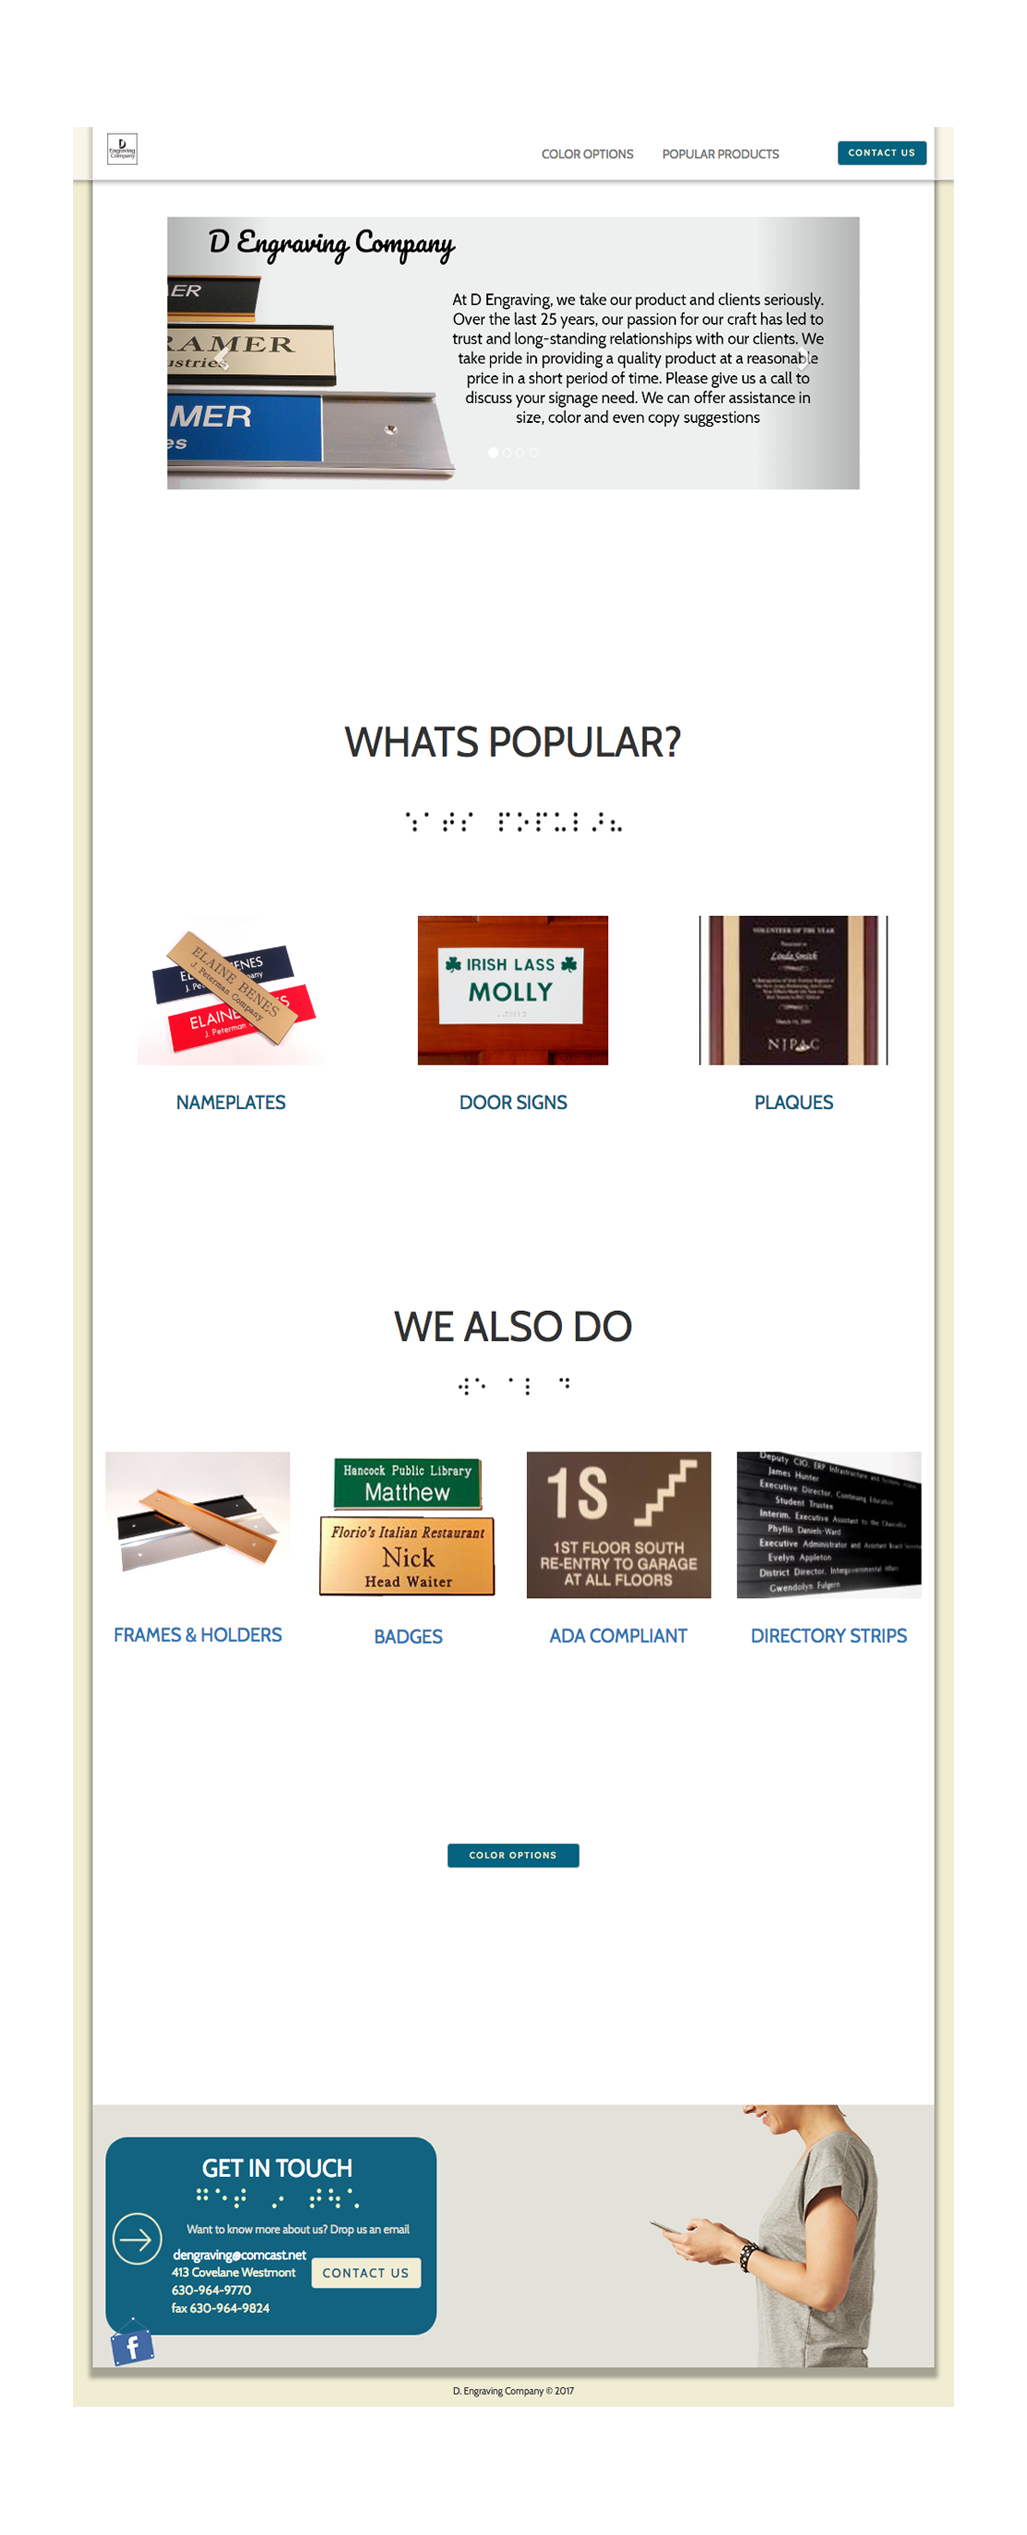 D
Engraving
Company
COLOR OPTIONS
POPULAR PRODUCTS
CONTACT US
D Engraving Company
ER
RAMER
ustries
MER
es
At D Engraving, we take our product and clients seriously.
Over the last 25 years, our passion for our craft has led to
trust and long-standing relationships with our clients. We
take pride in providing a quality product at a reasonable
price in a short period of time. Please give us a call to
discuss your signage need. We can offer assistance in
size, color and even copy suggestions
WHATS POPULAR?
⠱⠁⠞⠎ ⠏⠕⠏⠥⠇⠜⠦
ELAINE BENES
J. Peterman Company
ENES
ELAINE
J. Peterman
IRISH LASS
MOLLY
VOLUNTEER OF THE YEAR
Presented to
Linda Smith
NJPAC
NAMEPLATES
DOOR SIGNS
PLAQUES
WE ALSO DO
⠺⠑ ⠁⠇ ⠙
Hancock Public Library
Matthew
Florio's Italian Restaurant
Nick
Head Waiter
1S
1ST FLOOR SOUTH
RE-ENTRY TO GARAGE
AT ALL FLOORS
Deputy CIO, ERP Infrastructure and Systems
James Hunter
Executive Director, Continuing Education
Student Trustee
Interim, Executive Assistant to the Chancellor
Phyllis Daniels-Ward
Executive Administrator and Assistant Board
Evelyn Appleton
District Director, Intergovernmental Affairs
Gwendolyn Fulgern
FRAMES & HOLDERS
BADGES
ADA COMPLIANT
DIRECTORY STRIPS
COLOR OPTIONS
GET IN TOUCH
⠛⠑⠞ ⠔ ⠞⠳⠡
Want to know more about us? Drop us an email
dengraving@comcast.net
413 Covelane Westmont
630-964-9770
fax 630-964-9824
CONTACT US
f
D. Engraving Company © 2017